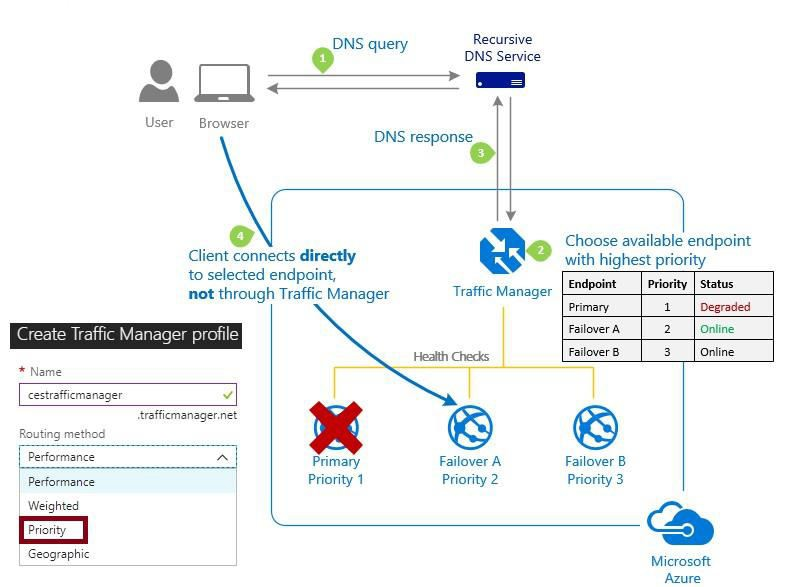 DNS query
Recursive
DNS Service
1
User
Browser
DNS response
3
4
Client connects directly
to selected endpoint,
not through Traffic Manager
2
Traffic Manager
Choose available endpoint
with highest priority
Endpoint Priority Status
Primary 1 Degraded
Failover A 2 Online
Failover B 3 Online
Health Checks
Primary
Priority 1
Failover A
Priority 2
Failover B
Priority 3
Microsoft
Azure
Create Traffic Manager profile
* Name
cestrafficmanager
.trafficmanager.net
Routing method
Performance
Performance
Weighted
Priority
Geographic